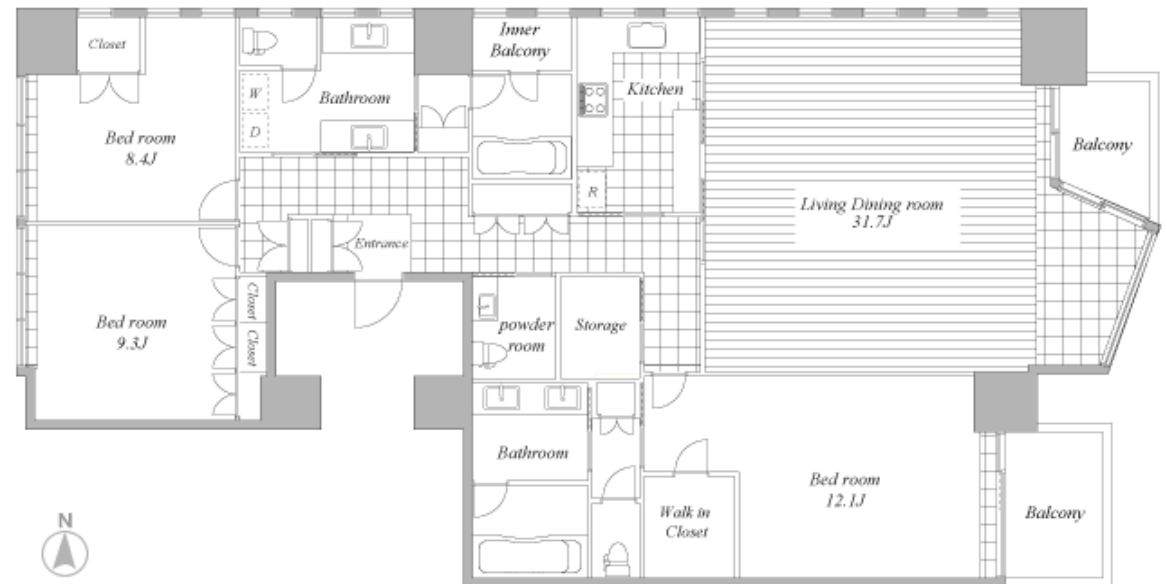 Closet
Inner
Balcony
Kitchen
W
Bathroom
D
Bed room
8.4J
Balcony
R
Living Dining room
31.7J
Entrance
Closet
Closet
Bed room
9.3J
powder
room
Storage
Bathroom
Bed room
12.1J
Walk in
Closet
Balcony
N